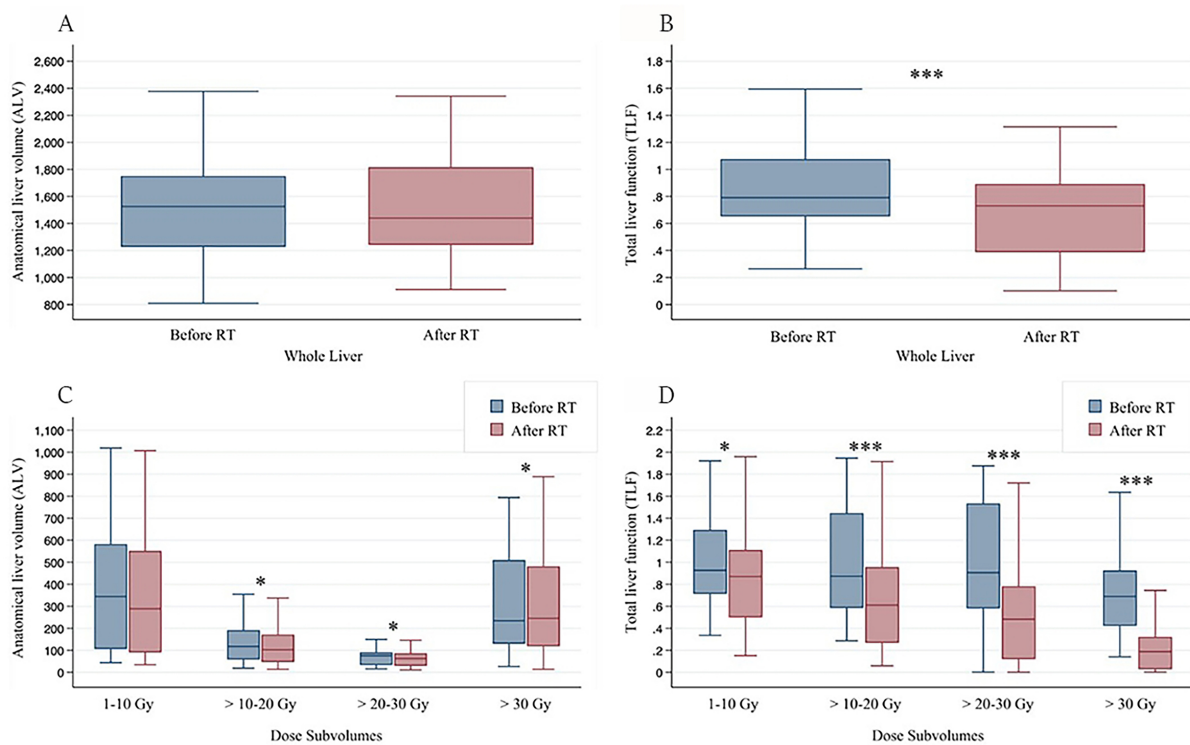 A
Anatomical liver volume (ALV)
2,600
2,400
2,200
2,000
1,800
1,600
1,400
1,200
1,000
800
Before RT After RT
Whole Liver
B
Total liver function (TLF)
1.8
1.6
1.4
1.2
1
.8
.6
.4
.2
0
***
Before RT After RT
Whole Liver
C
Before RT
After RT
Anatomical liver volume (ALV)
1,100
1,000
900
800
700
600
500
400
300
200
100
0
* * *
1-10 Gy > 10-20 Gy > 20-30 Gy > 30 Gy
Dose Subvolumes
D
Before RT
After RT
Total liver function (TLF)
2.2
2
1.8
1.6
1.4
1.2
1
.8
.6
.4
.2
0
* *** *** ***
1-10 Gy > 10-20 Gy > 20-30 Gy > 30 Gy
Dose Subvolumes